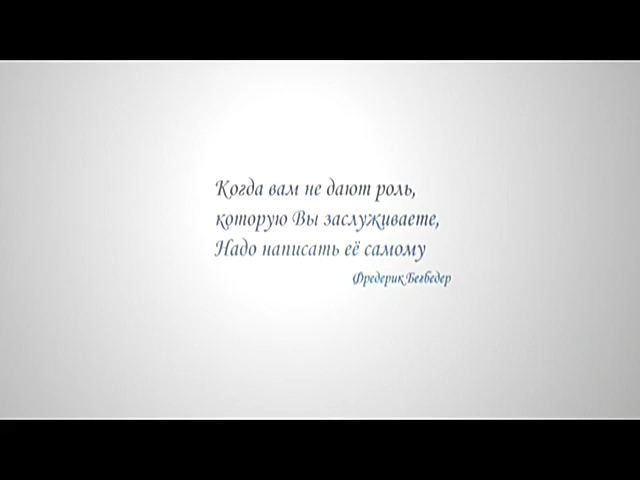 Когда вам не дают роль,
которую Вы заслуживаете,
Надо написать её самому
Фредерик Бегбедер